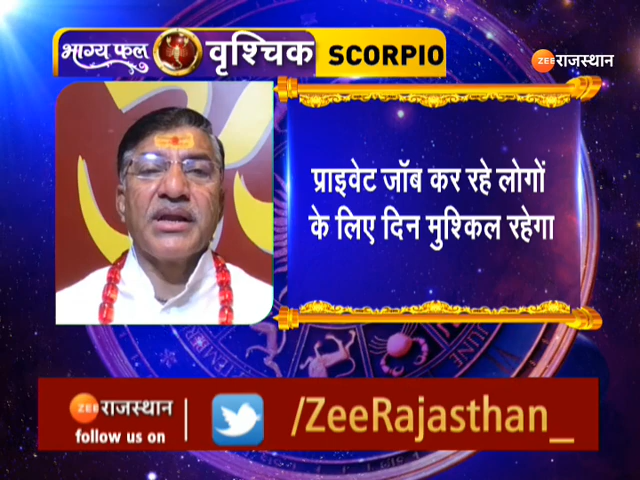 भाग्य फल वृश्चिक SCORPIO
ZEE राजस्थान
प्राइवेट जॉब कर रहे लोगों
के लिए दिन मुश्किल रहेगा
ZEE राजस्थान
follow us on
/ZeeRajasthan_